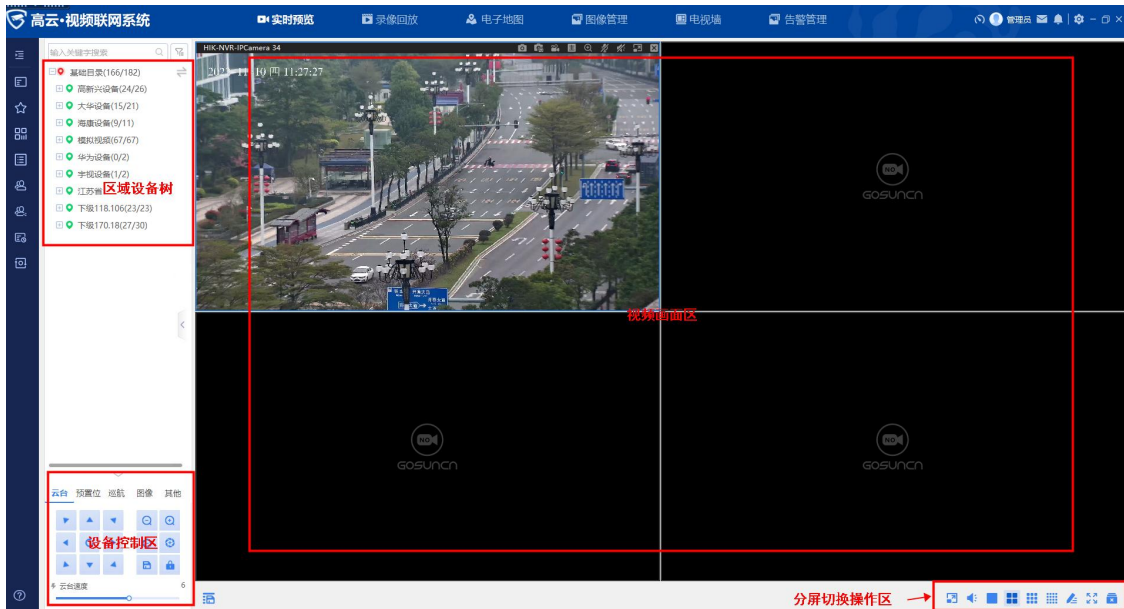 高云·视频联网系统
实时预览
录像回放
电子地图
图像管理
电视墙
告警管理
管理员
输入关键字搜索
基础目录(166/182)
高新兴设备(24/26)
大华设备(15/21)
海康设备(9/11)
模拟视频(67/67)
华为设备(0/2)
宇视设备(1/2)
江苏省
区域设备树
下级118.106(23/23)
下级170.18(27/30)
HIK-NVR-IPCamera 34
11:27:27
NO
GOSUNCN
视频画面区
NO
GOSUNCN
NO
GOSUNCN
云台
预置位
巡航
图像
其他
设备控制区
云台速度
6
分屏切换操作区